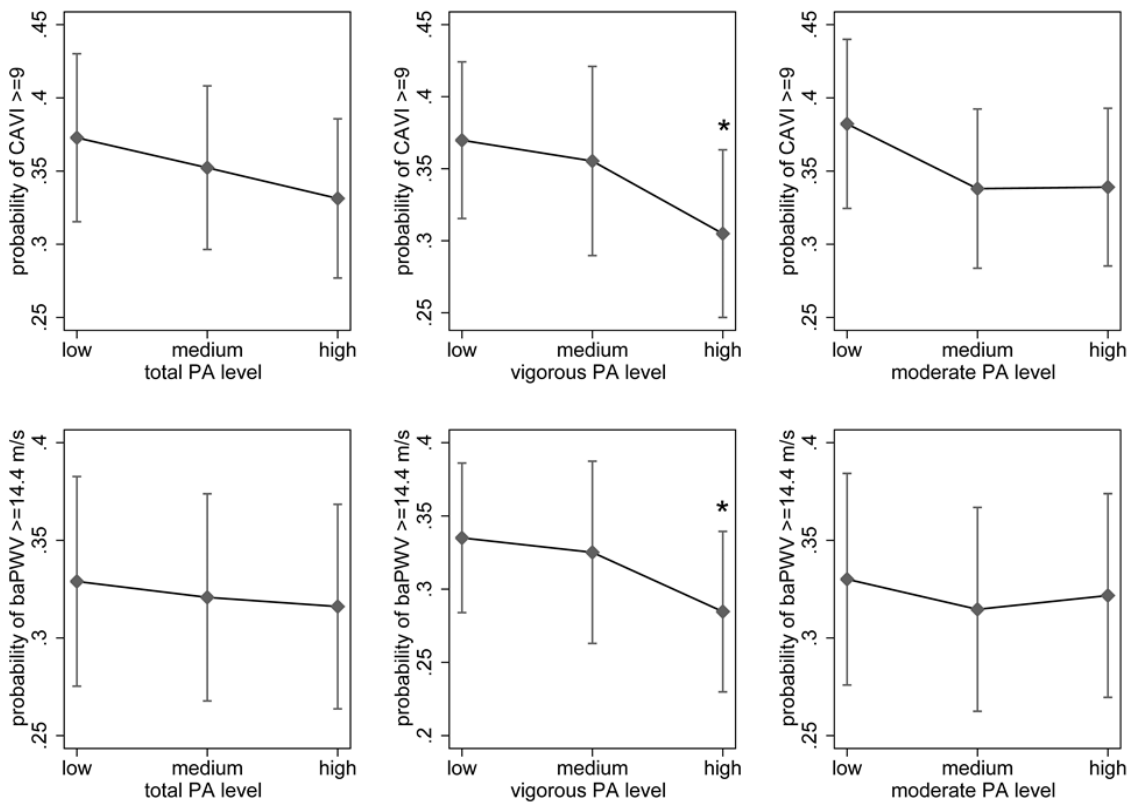 probability of CAVI >=9
.45
.4
.35
.3
.25
low medium high
total PA level
probability of CAVI >=9
.45
.4
.35
.3
.25
*
low medium high
vigorous PA level
probability of CAVI >=9
.45
.4
.35
.3
.25
low medium high
moderate PA level
probability of baPWV >=14.4 m/s
.4
.35
.3
.25
low medium high
total PA level
probability of baPWV >=14.4 m/s
.4
.35
.3
.25
.2
*
low medium high
vigorous PA level
probability of baPWV >=14.4 m/s
.4
.35
.3
.25
low medium high
moderate PA level